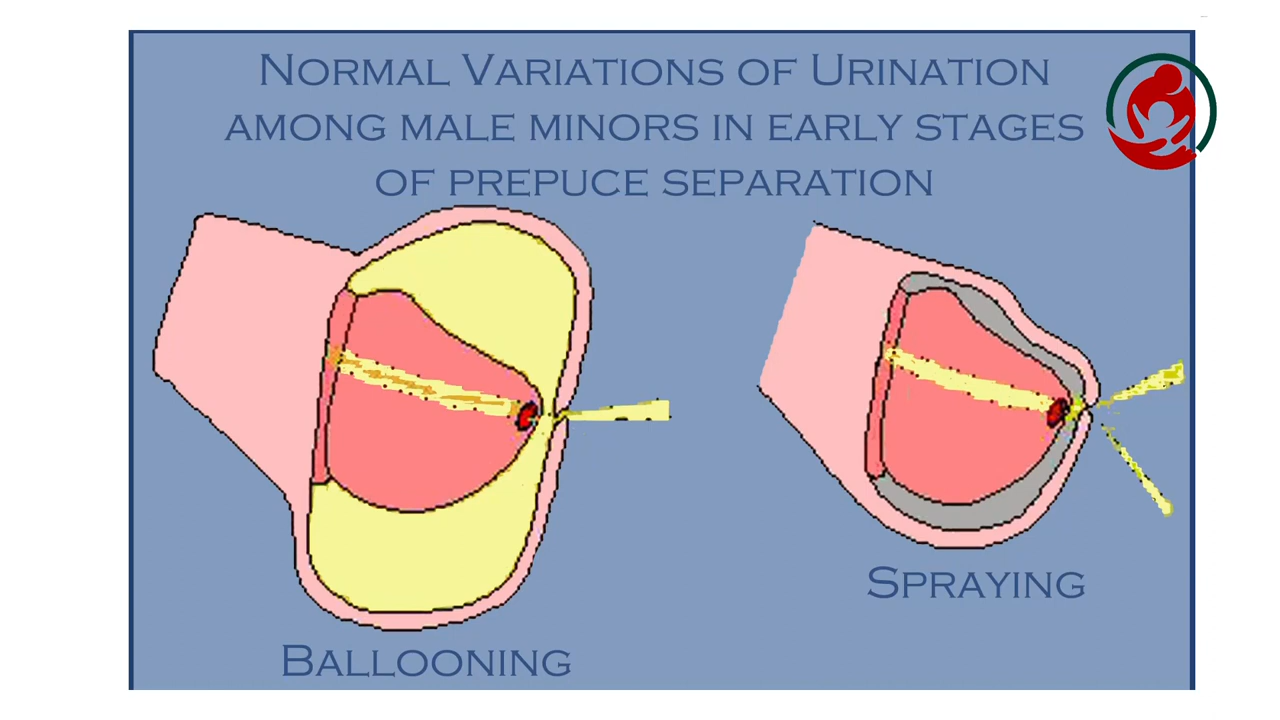 NORMAL VARIATIONS OF URINATION
AMONG MALE MINORS IN EARLY STAGES
OF PREPUCE SEPARATION
SPRAYING
BALLOONING